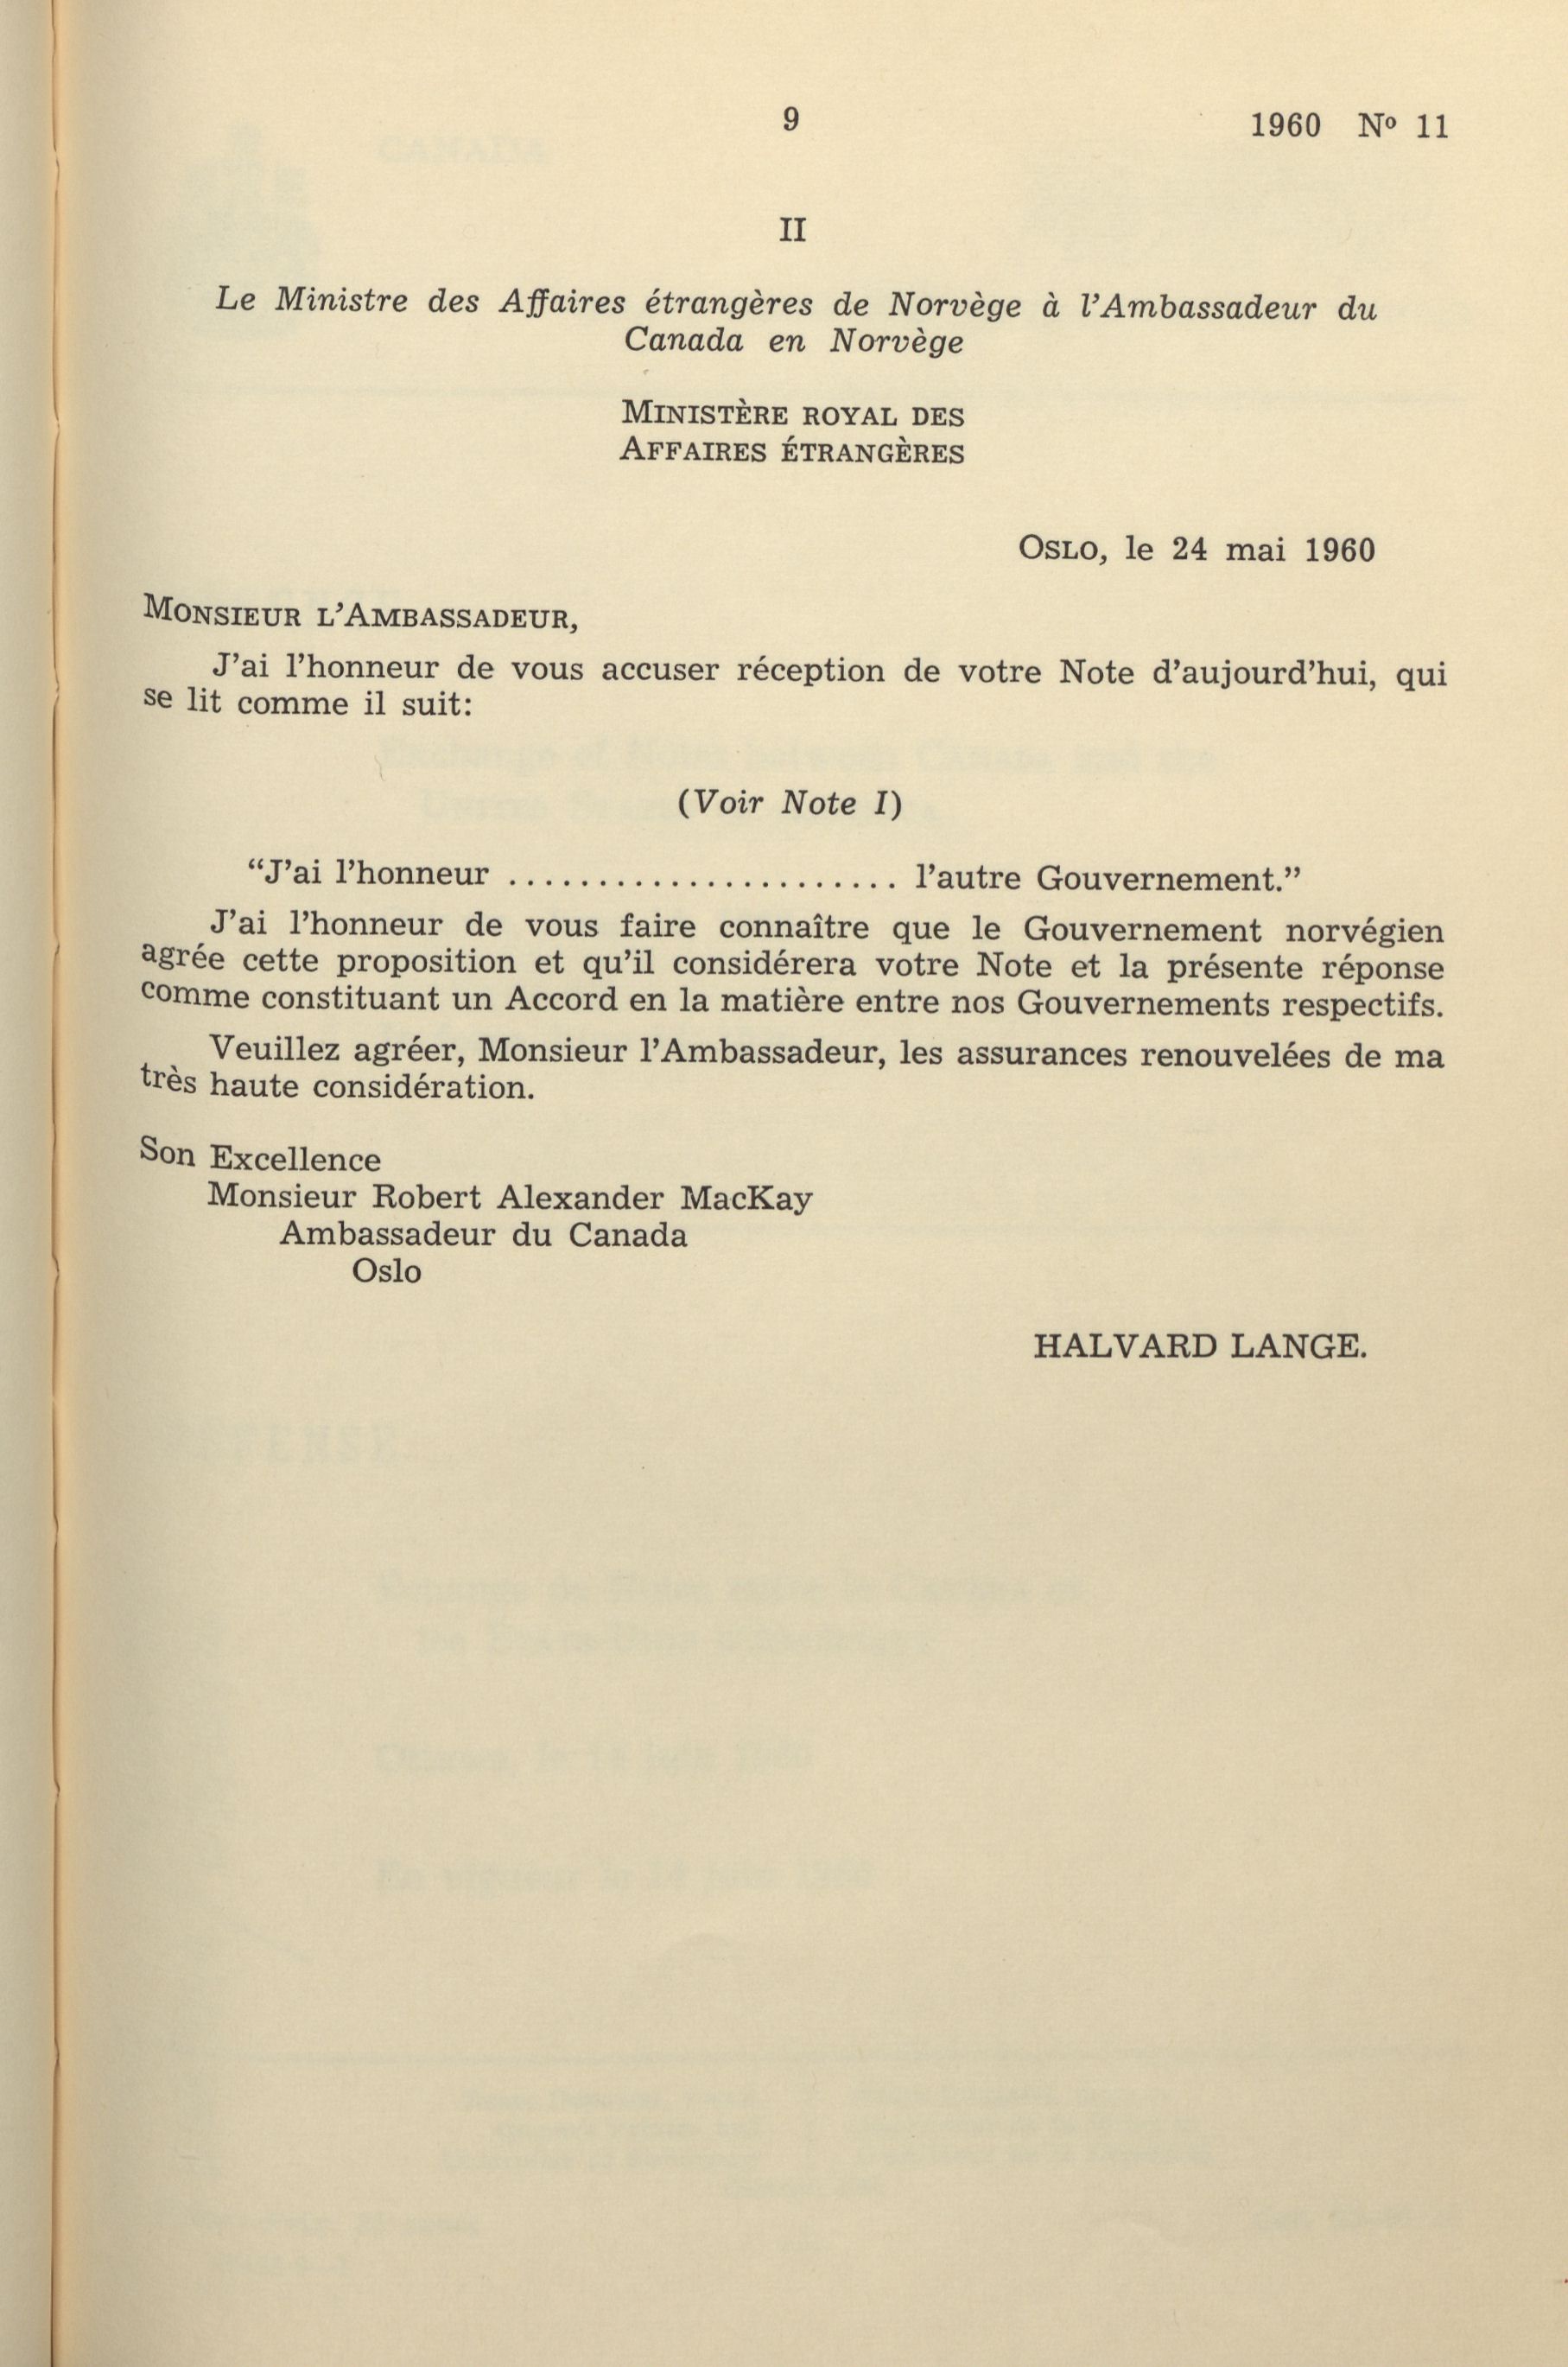 9
1960 Nº 11
II
Le Ministre des Affaires étrangères de Norvège à l'Ambassadeur du
Canada en Norvège
MINISTÈRE ROYAL DES
AFFAIRES ÉTRANGÈRES
OSLO, le 24 mai 1960
MONSIEUR L'AMBASSADEUR,
J'ai l'honneur de vous accuser réception de votre Note d'aujourd'hui, qui
se lit comme il suit:
(Voir Note I)
“J'ai l'honneur ...................... l'autre Gouvernement.”
J'ai l'honneur de vous faire connaître que le Gouvernement norvégien
agrée cette proposition et qu'il considérera votre Note et la présente réponse
comme constituant un Accord en la matière entre nos Gouvernements respectifs.
Veuillez agréer, Monsieur l'Ambassadeur, les assurances renouvelées de ma
très haute considération.
Son Excellence
Monsieur Robert Alexander MacKay
Ambassadeur du Canada
Oslo
HALVARD LANGE.